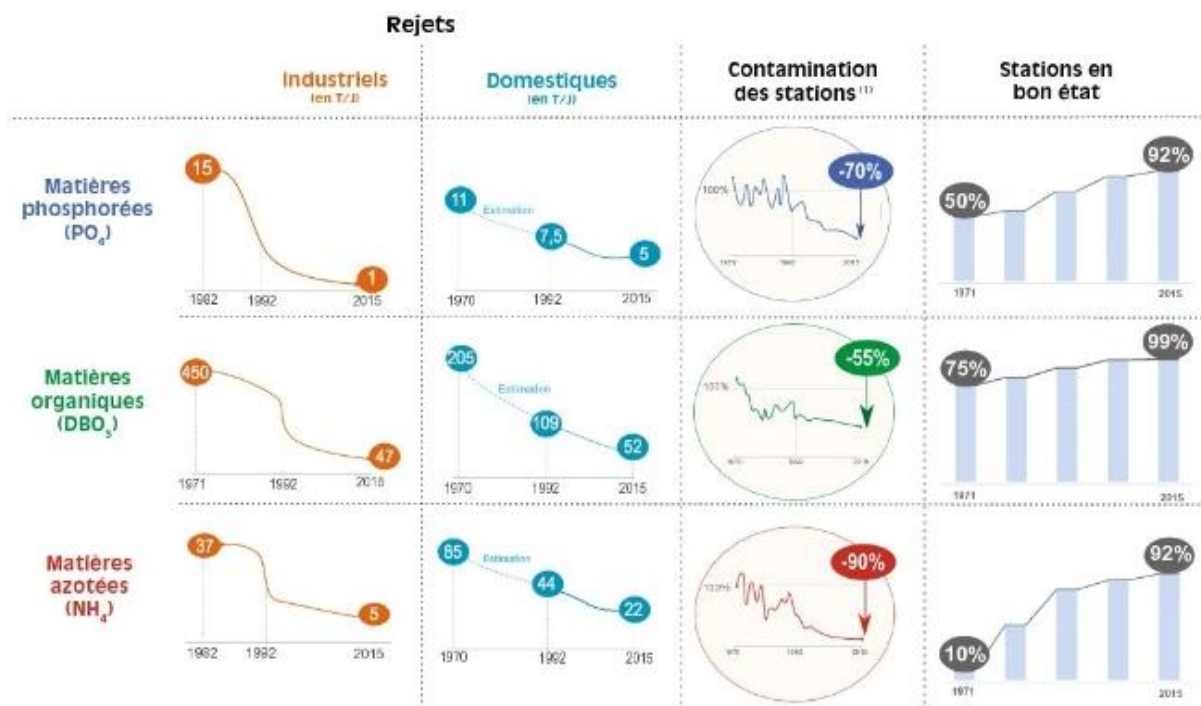 Rejets
Industriels
(en T/J)
Domestiques
(en T/J)
Contamination
des stations (1)
Stations en
bon état
Matières
phosphorées
(PO4)
15
1
1982 1992 2015
11
Estimation
7,5
5
1970 1992 2015
100%
-70%
1992 2015
50%
92%
1971 2015
Matières
organiques
(DBO5)
450
47
1971 1992 2015
205
Estimation
109
52
1970 1992 2015
100%
-55%
2015
75%
99%
1971 2015
Matières
azotées
(NH4)
37
5
1982 1992 2015
85
Estimation
44
22
1970 1992 2015
100%
-90%
2015
10%
92%
1971 2015